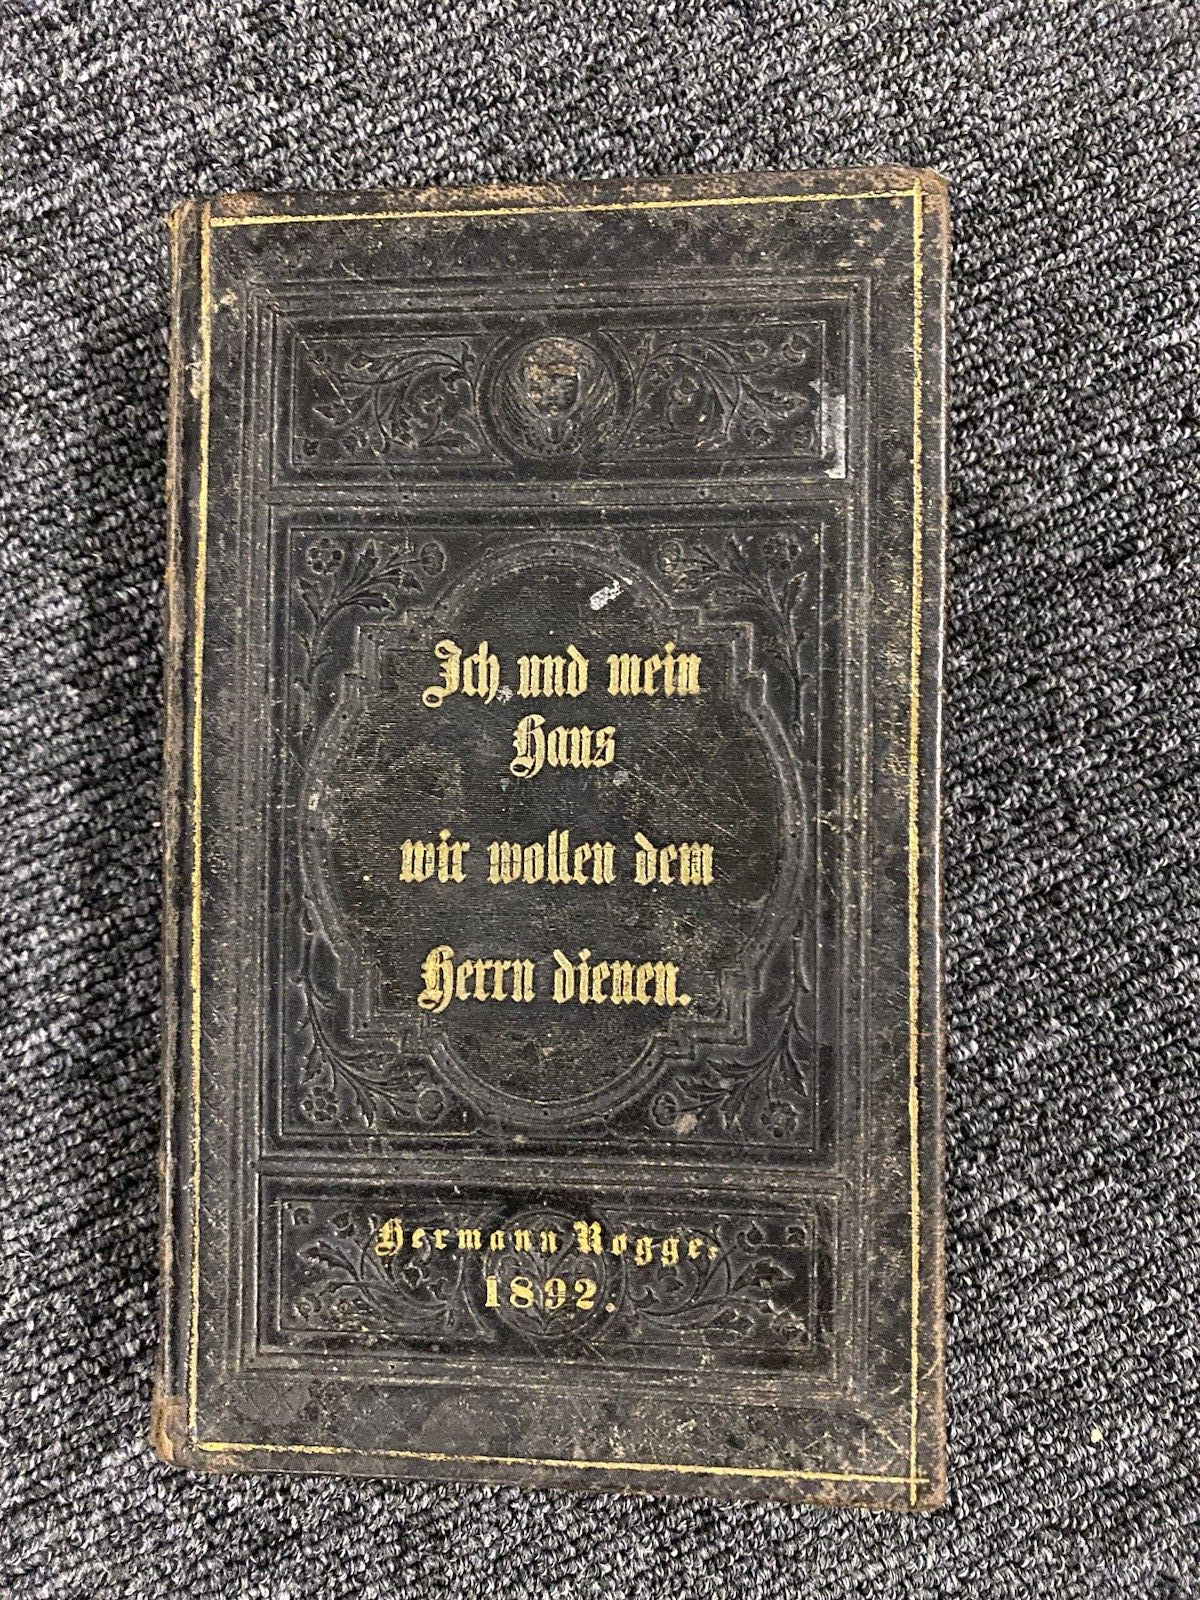 Ich und mein
Haus
wir wollen dem
Herrn dienen.
Hermann Rogge.
1892.